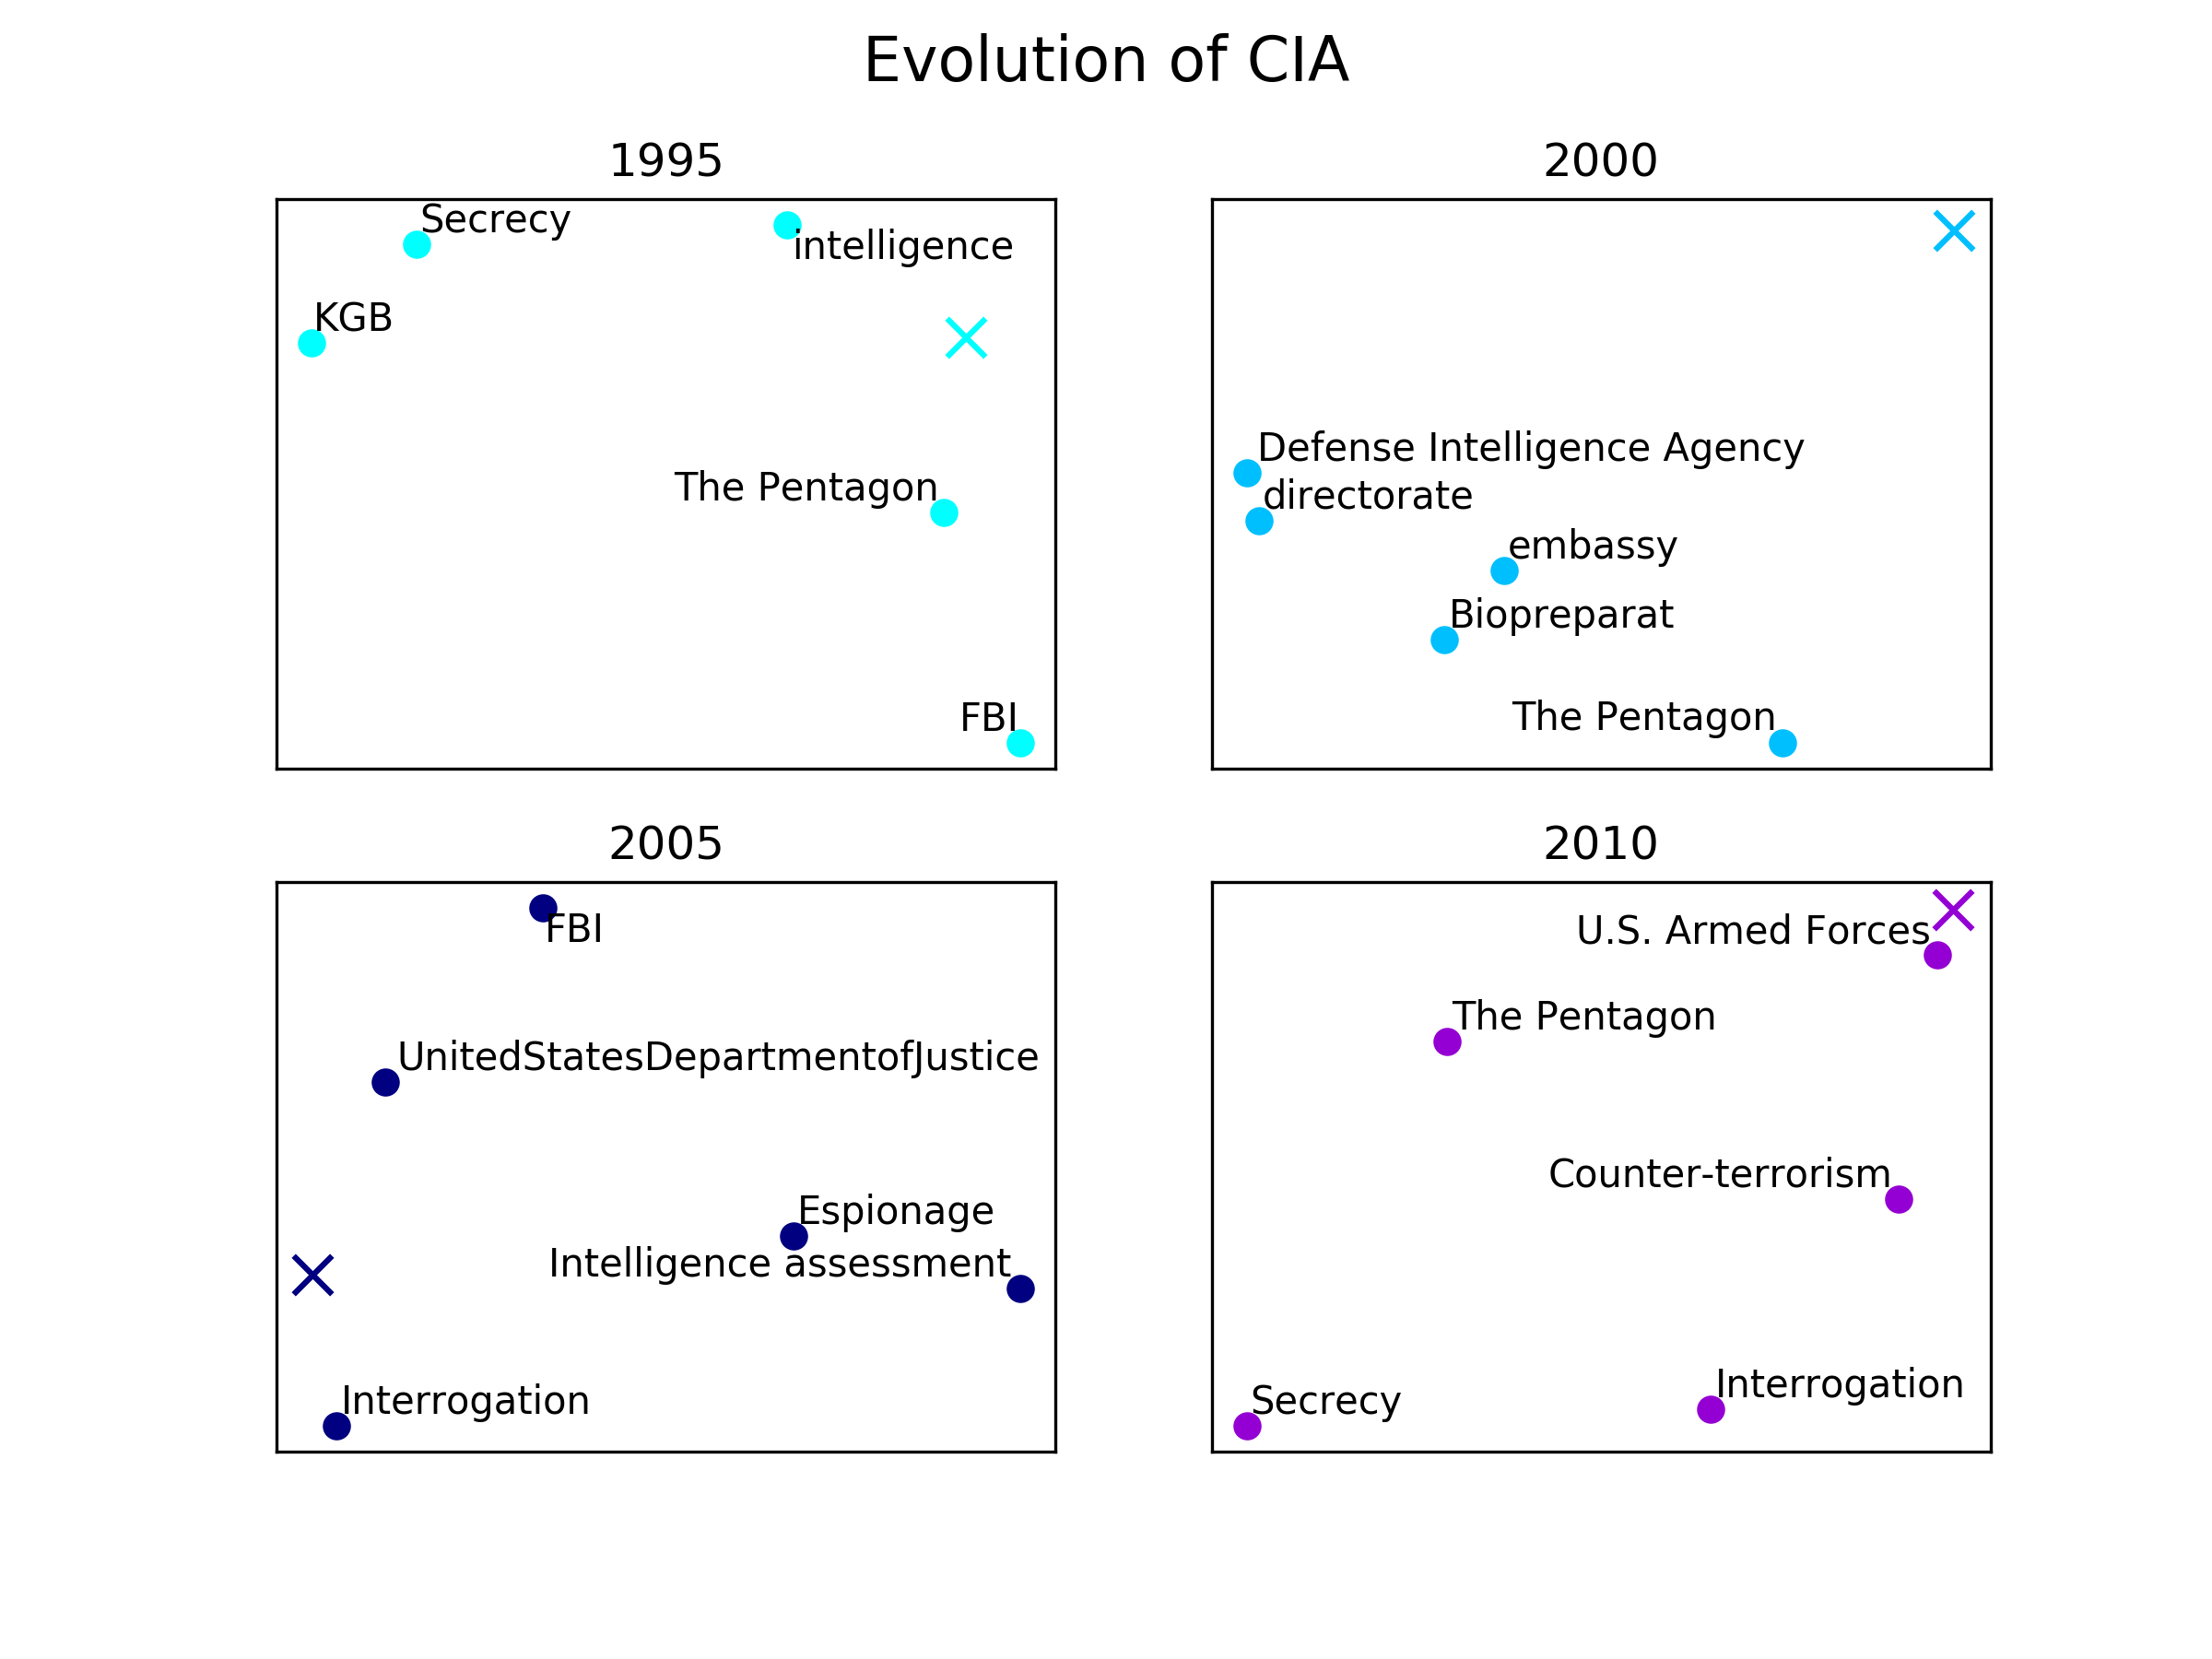 Evolution of CIA
1995
Secrecy
intelligence
KGB
The Pentagon
FBI
2000
Defense Intelligence Agency
directorate
embassy
Biopreparat
The Pentagon
2005
FBI
UnitedStatesDepartmentofJustice
Espionage
Intelligence assessment
Interrogation
2010
U.S. Armed Forces
The Pentagon
Counter-terrorism
Interrogation
Secrecy